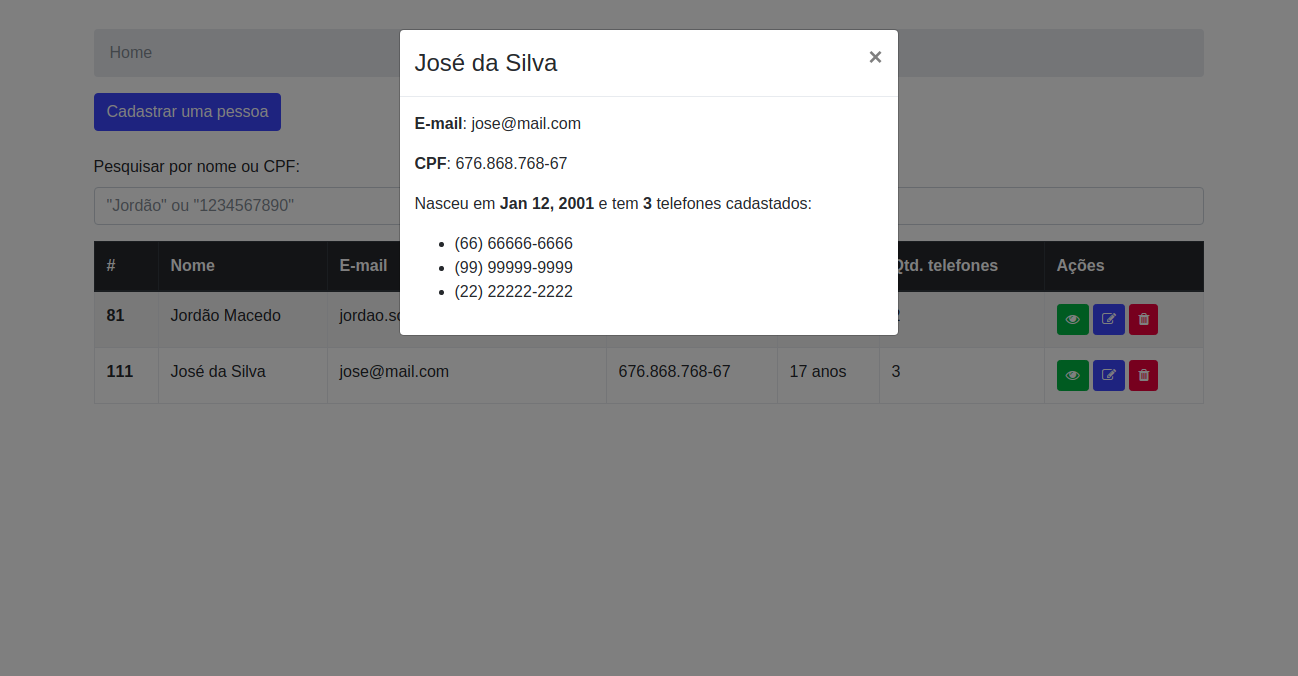 Home
Cadastrar uma pessoa
Pesquisar por nome ou CPF:
"Jordão" ou "1234567890"
José da Silva ×
E-mail: jose@mail.com
CPF: 676.868.768-67
Nasceu em Jan 12, 2001 e tem 3 telefones cadastados:
• (66) 66666-6666
• (99) 99999-9999
• (22) 22222-2222
# Nome E-mail Qtd. telefones Ações
81 Jordão Macedo
111 José da Silva jose@mail.com 676.868.768-67 17 anos 3